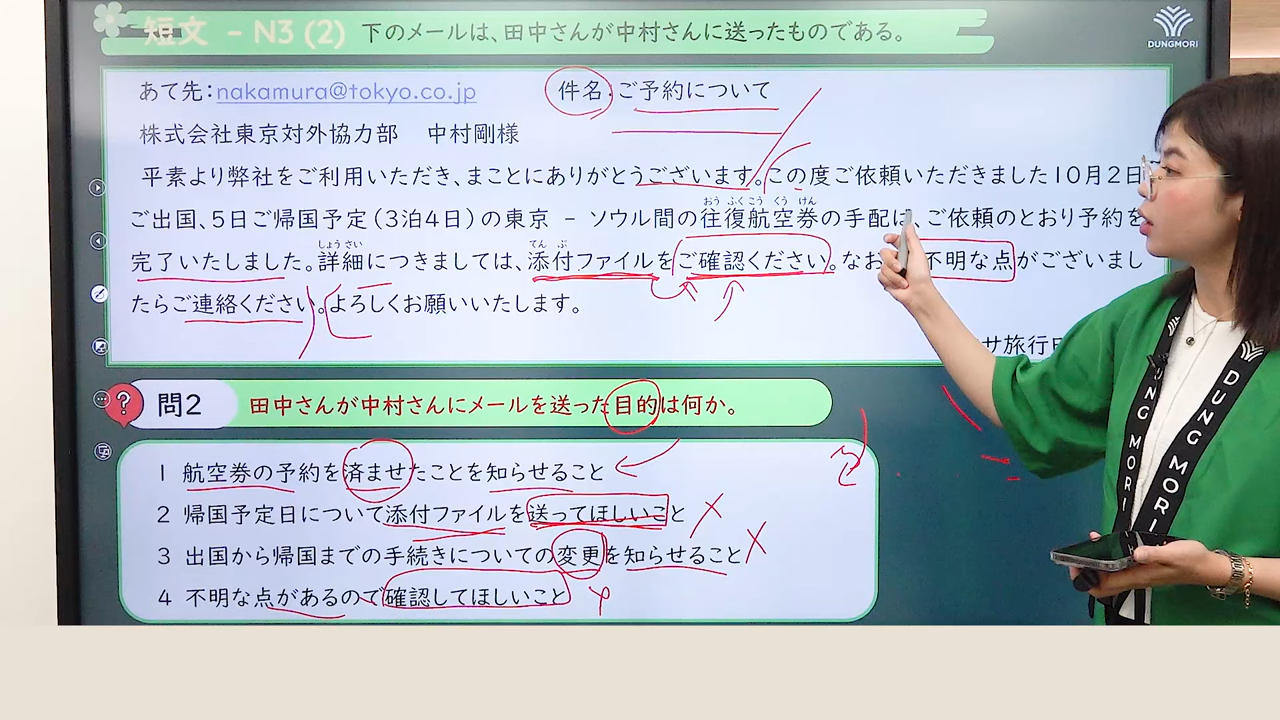 短文 - N3 (2) 下のメールは、田中さんが中村さんに送ったものである。
DUNGMORI
あて先：nakamura@tokyo.co.jp 件名:ご予約について
株式会社東京対外協力部 中村剛様
平素より弊社をご利用いただき、まことにありがとうございます。この度ご依頼いただきました10月2日
ご出国、5日ご帰国予定(3泊4日)の東京 - ソウル間の往復航空券の手配は、ご依頼のとおり予約を
おうふくこうくうけん
完了いたしました。詳細につきましては、添付ファイルをご確認ください。なお 不明な点がございまし
しょうさい てんぷ
たらご連絡ください。よろしくお願いいたします。
サ旅行
? 問2 田中さんが中村さんにメールを送った目的は何か。
1 航空券の予約を済ませたことを知らせること
2 帰国予定日について添付ファイルを送ってほしいこと
3 出国から帰国までの手続きについての変更を知らせること
4 不明な点があるので確認してほしいこと
DUNG MORI
DUNG MORI